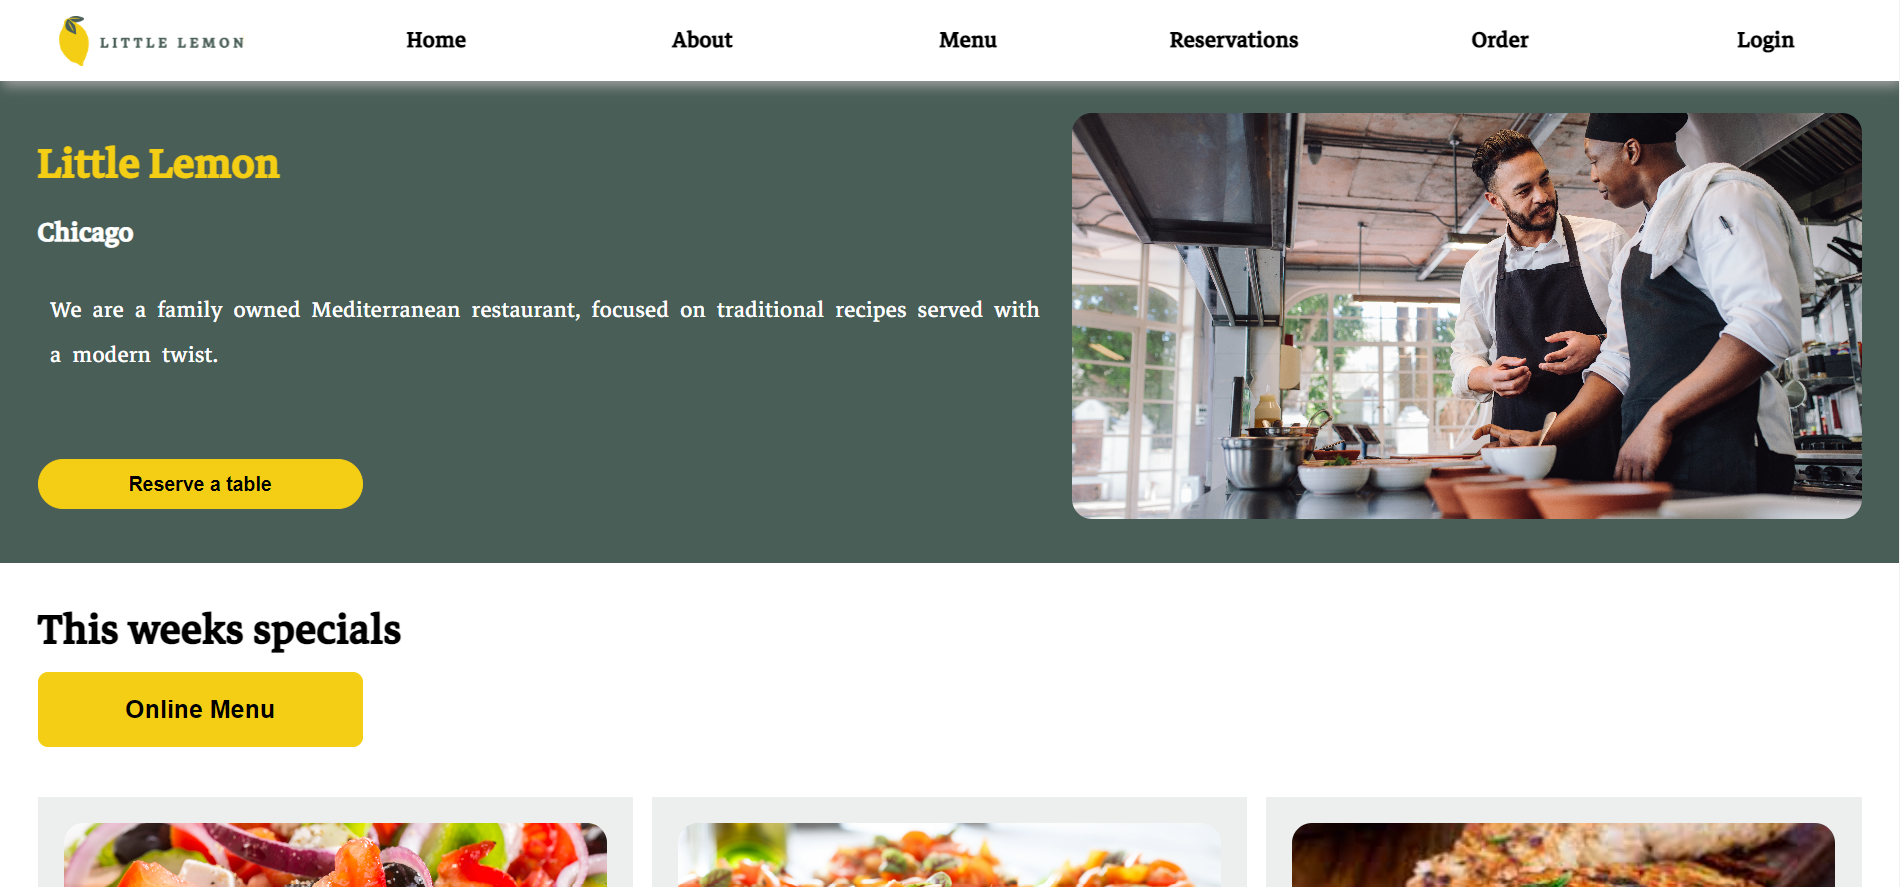 LITTLE LEMON
Home
About
Menu
Reservations
Order
Login
Little Lemon
Chicago
We are a family owned Mediterranean restaurant, focused on traditional recipes served with
a modern twist.
Reserve a table
This weeks specials
Online Menu